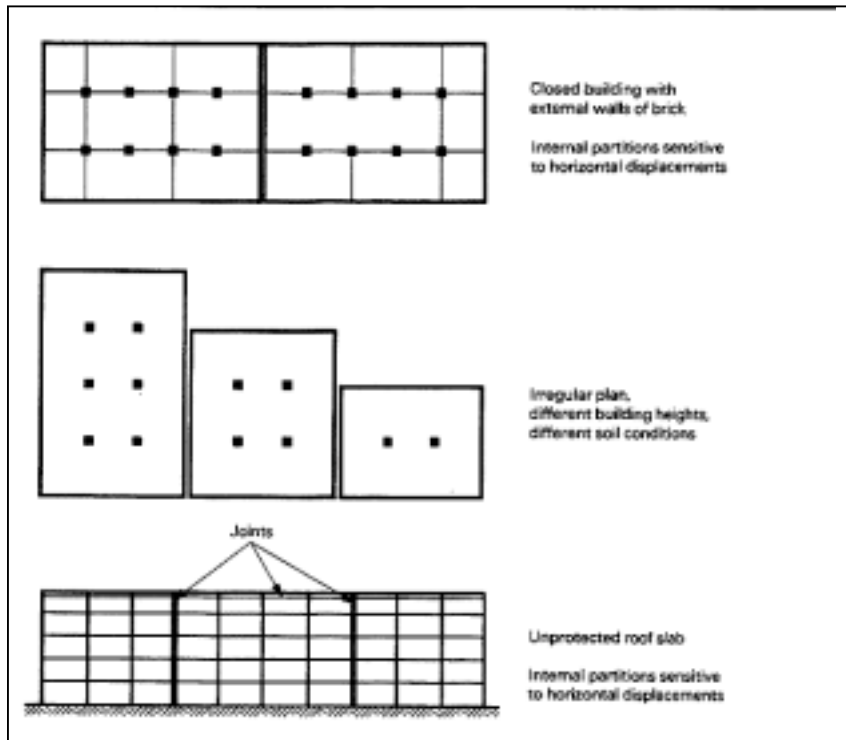 Closed building with
external walls of brick
Internal partitions sensitive
to horizontal displacements
Irregular plan,
different building heights,
different soil conditions
Joints
Unprotected roof slab
Internal partitions sensitive
to horizontal displacements